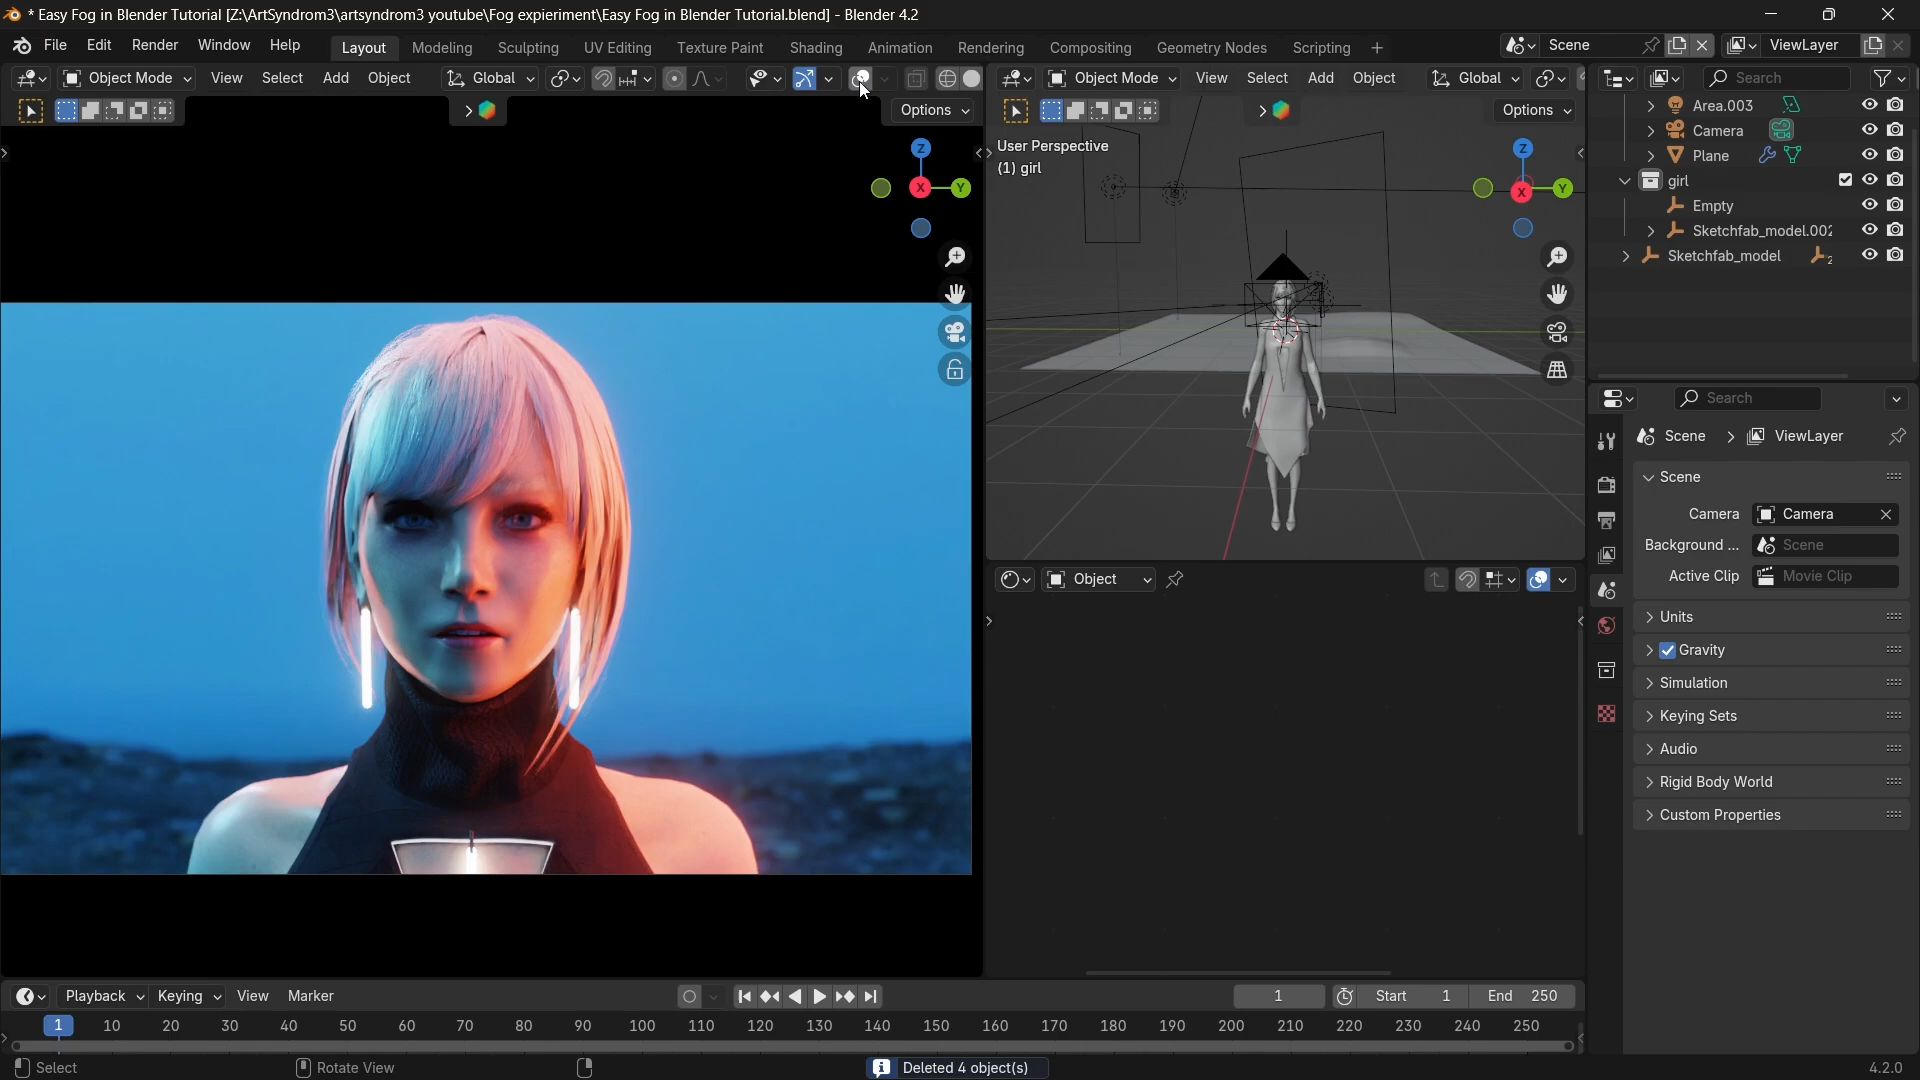 * Easy Fog in Blender Tutorial [Z:\ArtSyndrom3\artsyndrom3 youtube\Fog expieriment\Easy Fog in Blender Tutorial.blend] - Blender 4.2
File Edit Render Window Help Layout Modeling Sculpting UV Editing Texture Paint Shading Animation Rendering Compositing Geometry Nodes Scripting + Scene ViewLayer
Object Mode View Select Add Object Global
Object Mode View Select Add Object Global
Search
Options
Options
User Perspective
(1) girl
Z
X
Y
Z
X
Y
Area.003
Camera
Plane
girl
Empty
Sketchfab_model.002
Sketchfab_model 2
Search
Scene ViewLayer
Scene
Camera Camera
Background ... Scene
Active Clip Movie Clip
Units
Gravity
Simulation
Keying Sets
Audio
Rigid Body World
Custom Properties
Object
Playback Keying View Marker
1 Start 1 End 250
1 10 20 30 40 50 60 70 80 90 100 110 120 130 140 150 160 170 180 190 200 210 220 230 240 250
Select Rotate View Deleted 4 object(s) 4.2.0